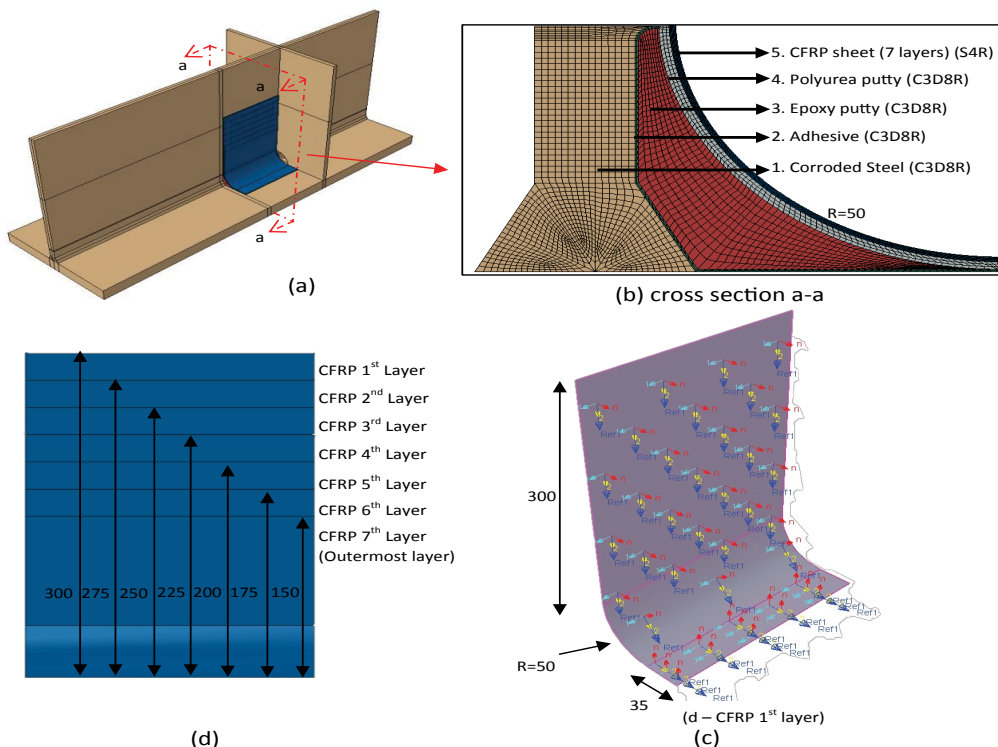 a
a
a
(a)
5. CFRP sheet (7 layers) (S4R)
4. Polyurea putty (C3D8R)
3. Epoxy putty (C3D8R)
2. Adhesive (C3D8R)
1. Corroded Steel (C3D8R)
R=50
(b) cross section a-a
CFRP 1st Layer
CFRP 2nd Layer
CFRP 3rd Layer
CFRP 4th Layer
CFRP 5th Layer
CFRP 6th Layer
CFRP 7th Layer
(Outermost layer)
300 275 250 225 200 175 150
(d)
300
R=50
35
(d – CFRP 1st layer)
(c)